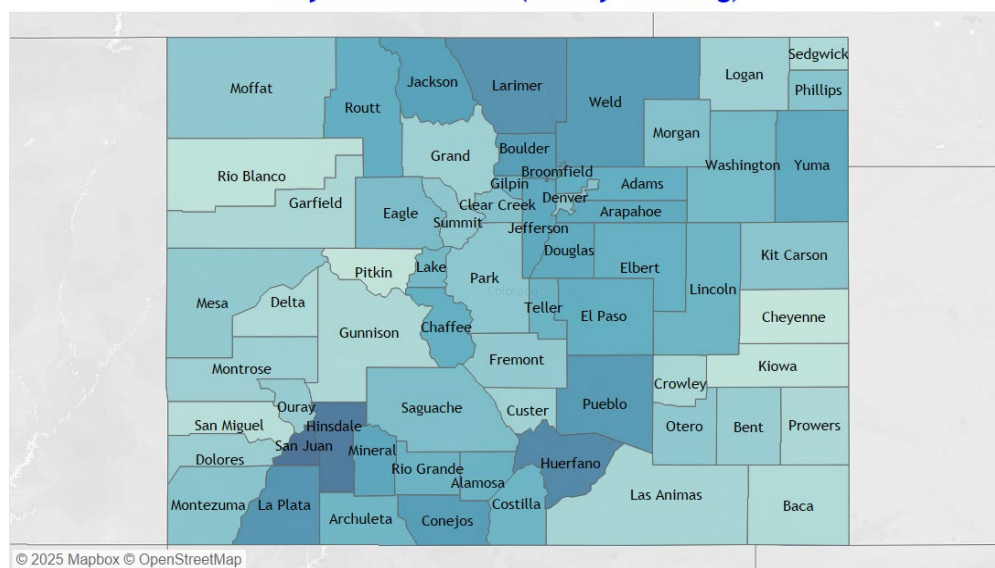 Sedgwick
Logan
Moffat
Jackson
Larimer
Phillips
Routt
Weld
Morgan
Boulder
Grand
Washington
Yuma
Broomfield
Rio Blanco
Gilpin
Adams
Garfield
Clear Creek
Denver
Eagle
Arapahoe
Summit
Jefferson
Douglas
Kit Carson
Elbert
Lake
Pitkin
Park
Colorado
Lincoln
Mesa
Delta
Teller
El Paso
Cheyenne
Chaffee
Gunnison
Fremont
Kiowa
Montrose
Crowley
Saguache
Ouray
Custer
Pueblo
San Miguel
Hinsdale
Otero
Bent
Prowers
San Juan
Mineral
Dolores
Huerfano
Rio Grande
Alamosa
Las Animas
Montezuma
La Plata
Costilla
Baca
Archuleta
Conejos
© 2025 Mapbox © OpenStreetMap